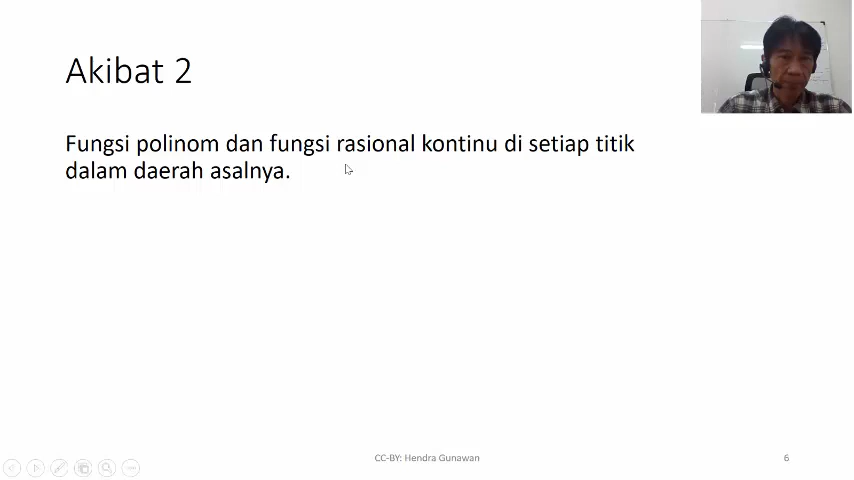 Akibat 2
Fungsi polinom dan fungsi rasional kontinu di setiap titik
dalam daerah asalnya.
CC-BY: Hendra Gunawan
6